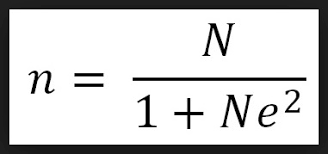 n = N / 1 + Ne²